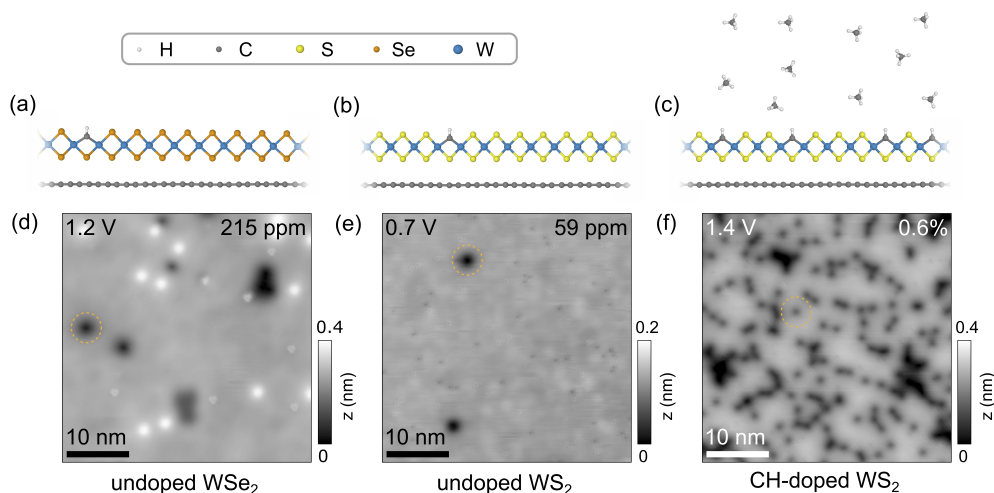 H C S Se W
(a) (b) (c)
(d) 1.2 V 215 ppm
0.4
z (nm)
0
10 nm
undoped WSe₂
(e) 0.7 V 59 ppm
0.2
z (nm)
0
10 nm
undoped WS₂
(f) 1.4 V 0.6%
0.4
z (nm)
0
10 nm
CH-doped WS₂